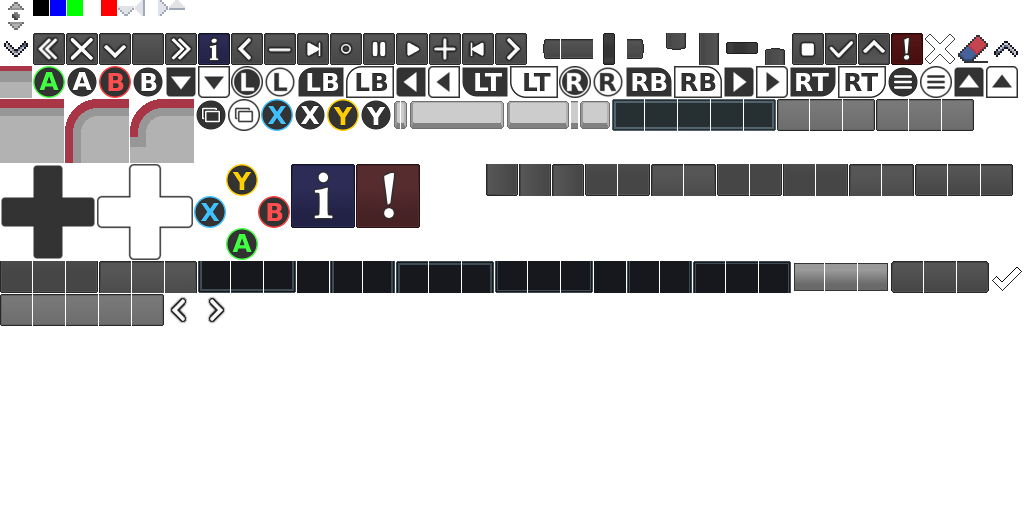 i !
A A B B L L LB LB LT LT R R RB RB RT RT
X X Y Y
Y
i !
X B
A